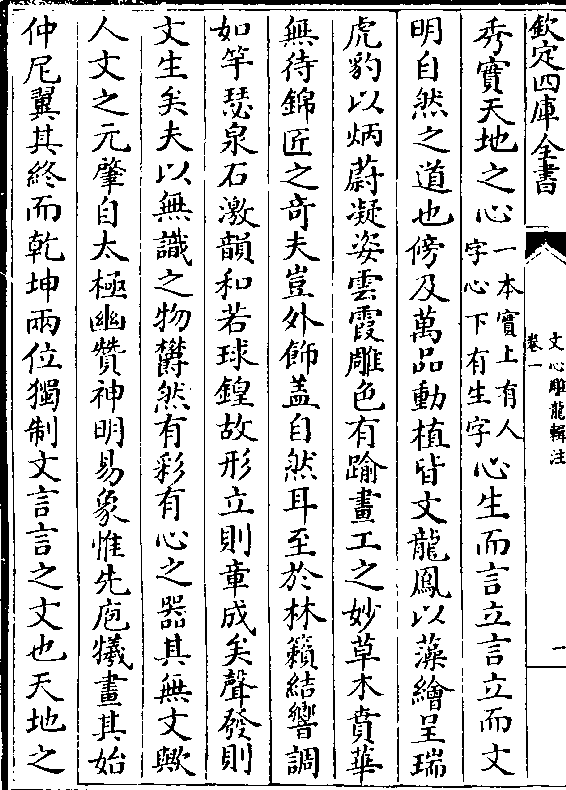 欽定四庫全書
文心雕龍輯注
卷一
一
秀實天地之心
一本實上有人
字心下有生字
心生而言立言立而文
明自然之道也傍及萬品動植皆文龍鳳以藻繪呈瑞
虎豹以炳蔚凝姿雲霞雕色有踰畫工之妙草木賁華
無待錦匠之奇夫豈外飾盖自然耳至於林籟結響調
如竽瑟泉石激韻和若球鍠故形立則章成矣聲發則
文生矣夫以無識之物鬱然有彩有心之器其無文歟
人文之元肇自太極幽贊神明易象惟先庖犧畫其始
仲尼翼其終而乾坤兩位獨制文言言之文也天地之